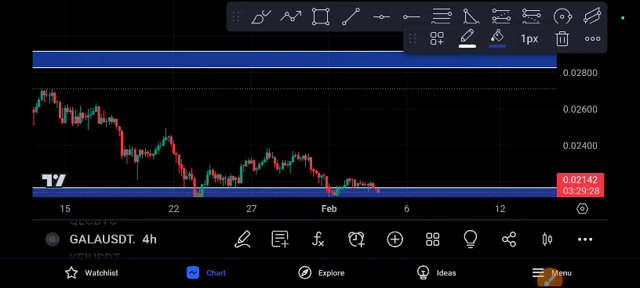 1px
0.02800
0.02600
0.02400
0.02142
03:29:28
15 22 27 Feb 6 12
GALAUSDT. 4h
Watchlist Chart Explore Ideas Menu